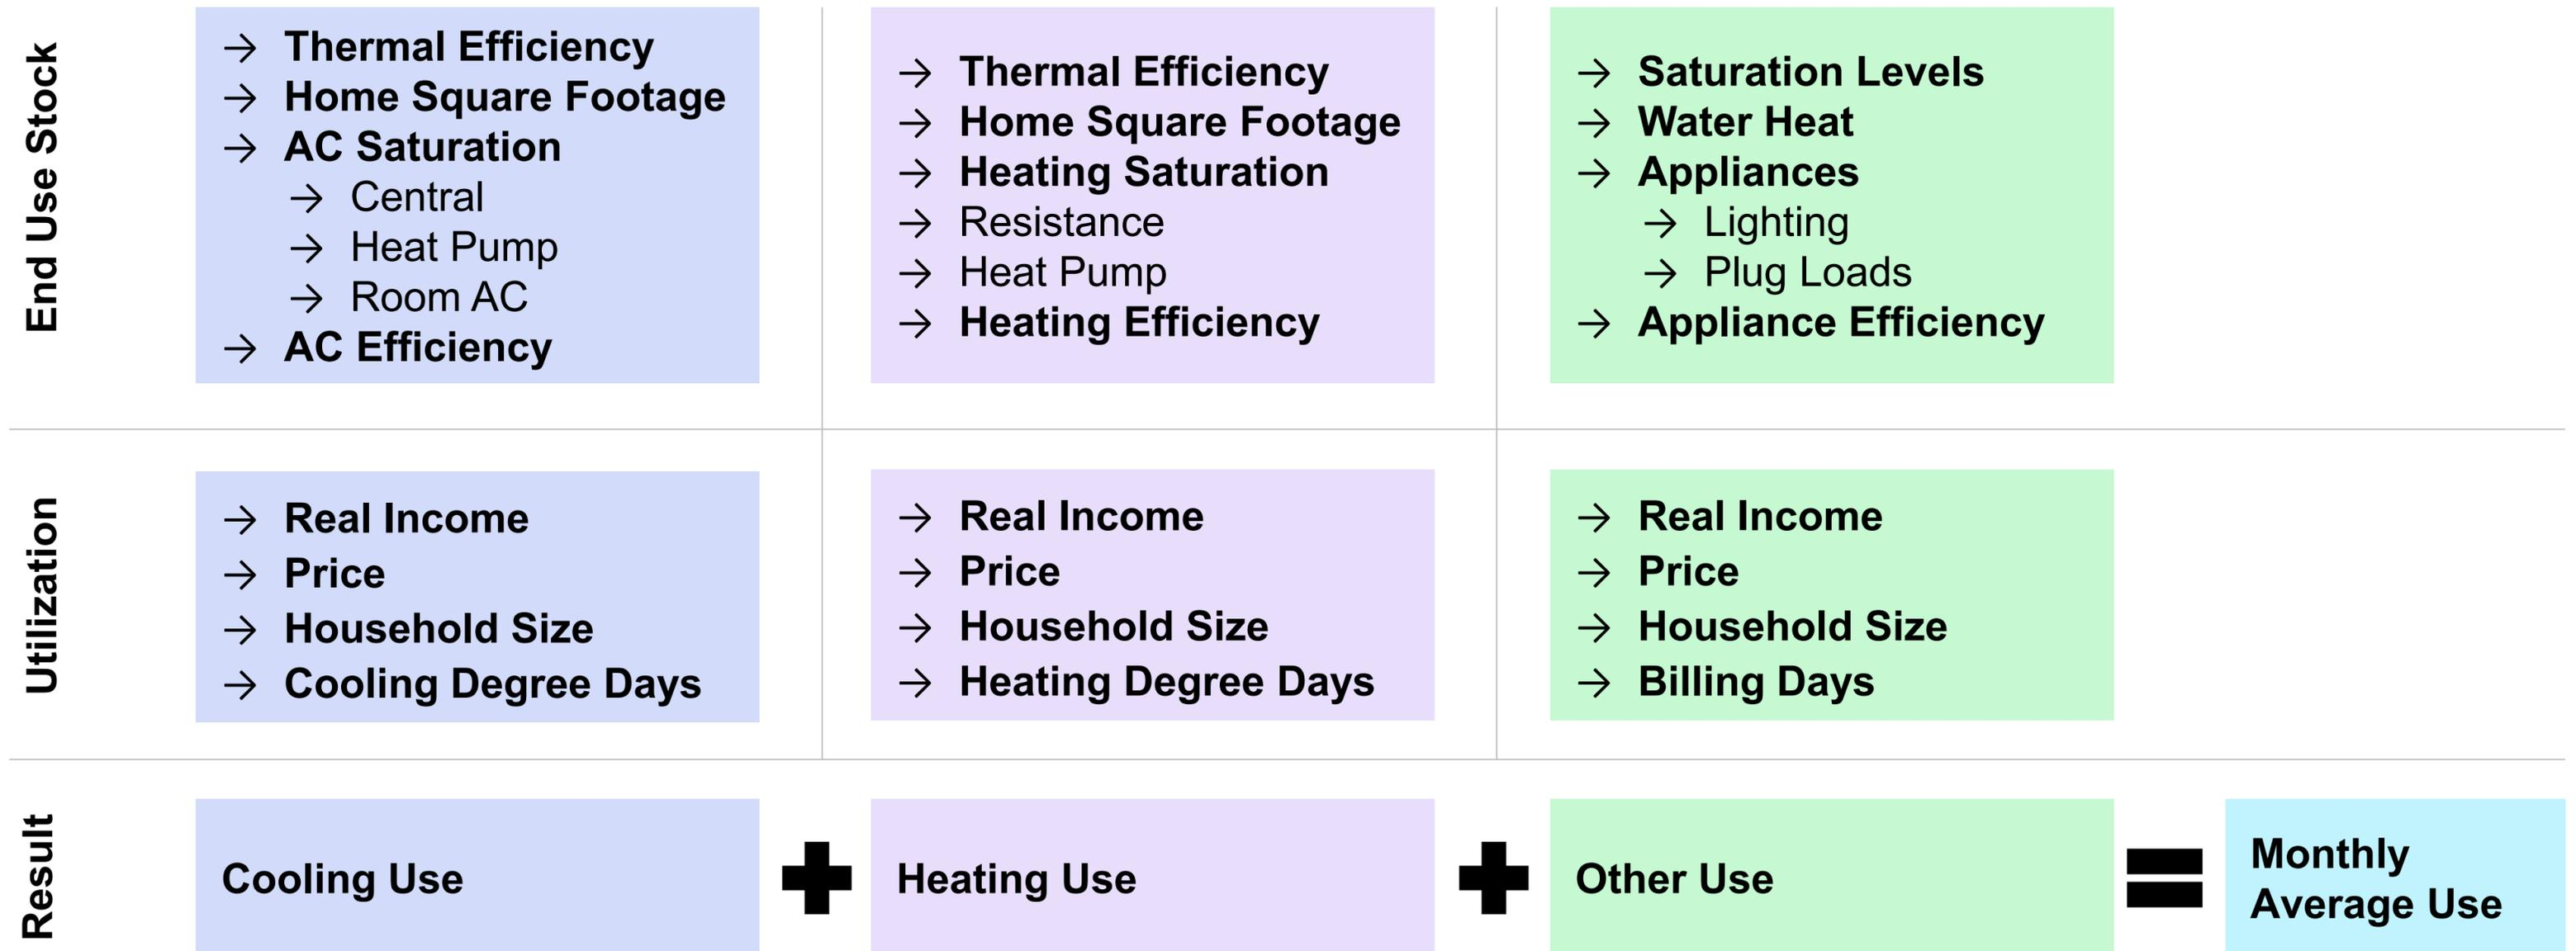 End Use Stock
→ Thermal Efficiency
→ Home Square Footage
→ AC Saturation
→ Central
→ Heat Pump
→ Room AC
→ AC Efficiency
→ Thermal Efficiency
→ Home Square Footage
→ Heating Saturation
→ Resistance
→ Heat Pump
→ Heating Efficiency
→ Saturation Levels
→ Water Heat
→ Appliances
→ Lighting
→ Plug Loads
→ Appliance Efficiency
Utilization
→ Real Income
→ Price
→ Household Size
→ Cooling Degree Days
→ Real Income
→ Price
→ Household Size
→ Heating Degree Days
→ Real Income
→ Price
→ Household Size
→ Billing Days
Result
Cooling Use
+
Heating Use
+
Other Use
=
Monthly
Average Use